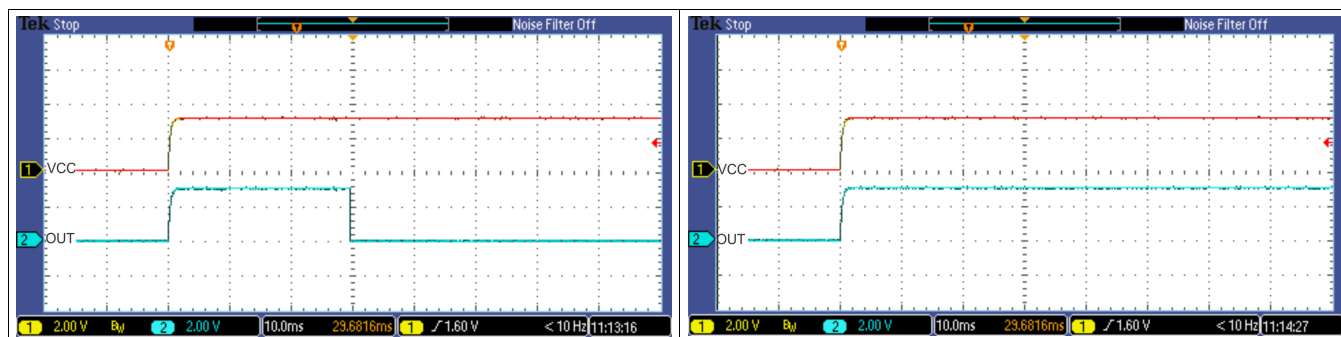 Tek Stop
Noise Filter Off
T
T
1 VCC
2 OUT
1 2.00 V BW 2 2.00 V 10.0ms 29.6816ms 1 1.60 V < 10 Hz 11:13:16
Tek Stop
Noise Filter Off
T
T
1 VCC
2 OUT
1 2.00 V BW 2 2.00 V 10.0ms 29.6816ms 1 1.60 V < 10 Hz 11:14:27